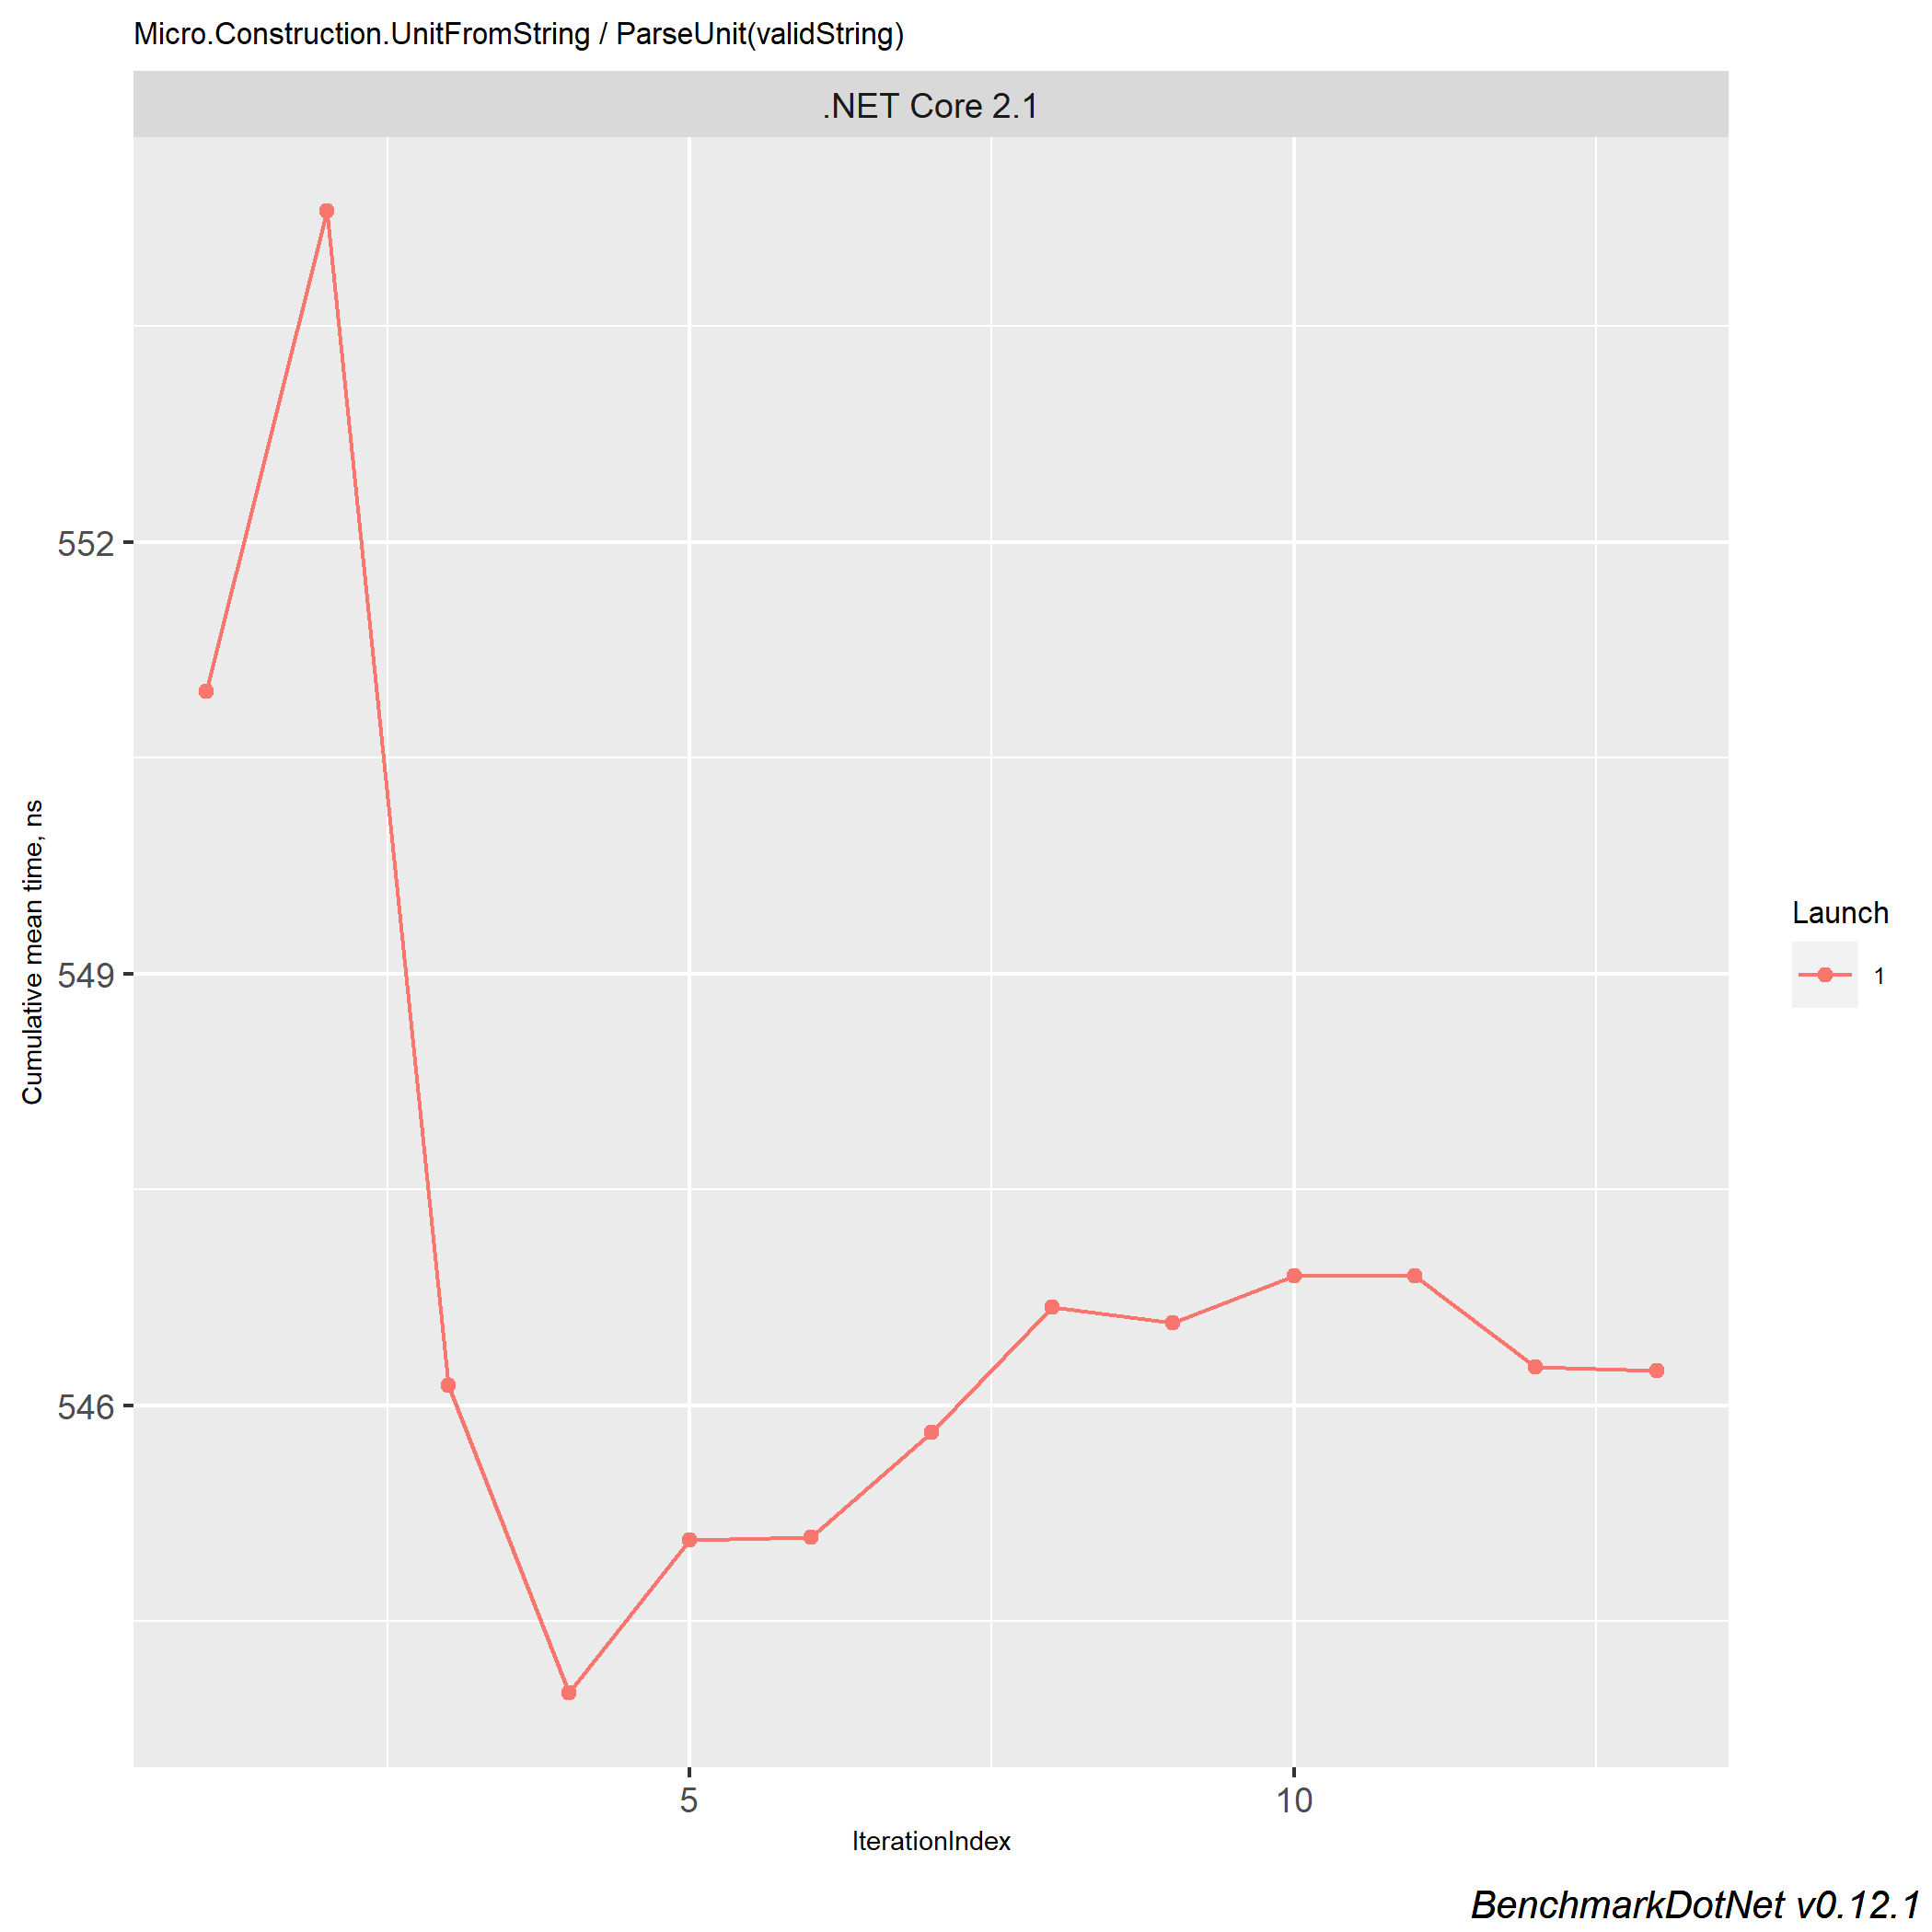 Micro.Construction.UnitFromString / ParseUnit(validString)
.NET Core 2.1
552
549
546
Cumulative mean time, ns
5
10
IterationIndex
Launch
1
BenchmarkDotNet v0.12.1